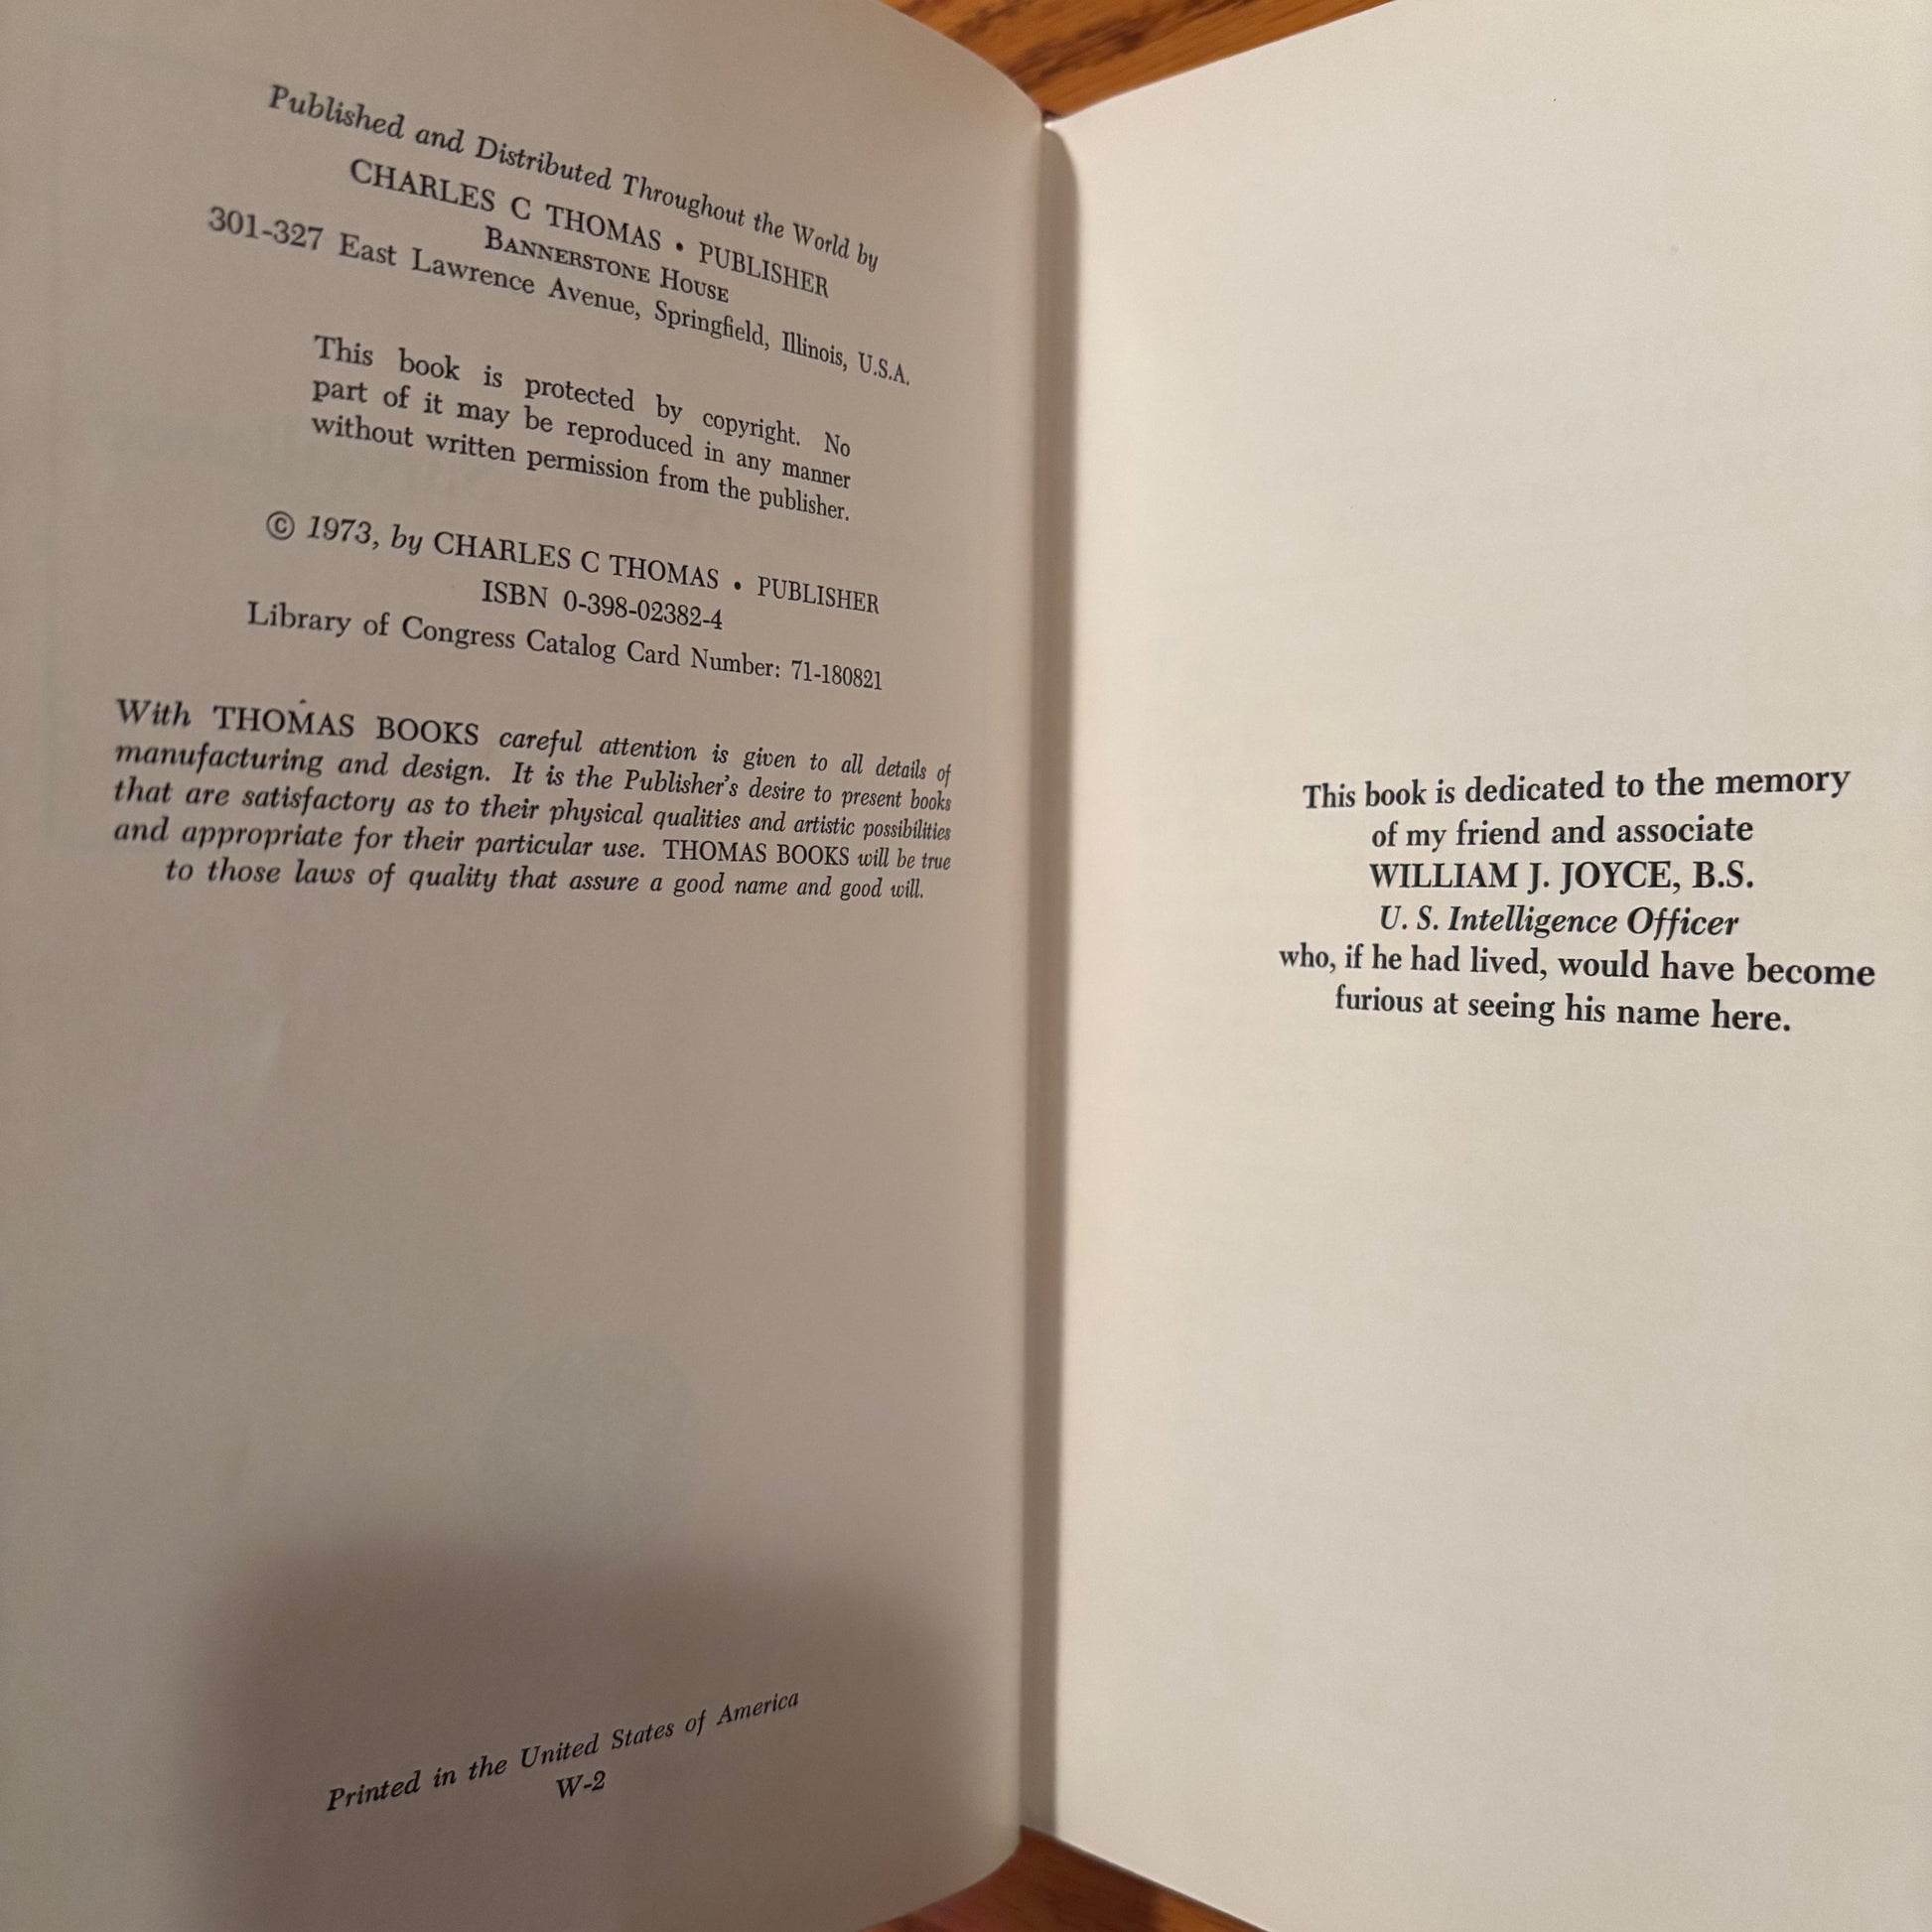 Published and Distributed Throughout the World by
CHARLES C THOMAS • PUBLISHER
BANNERSTONE HOUSE
301-327 East Lawrence Avenue, Springfield, Illinois, U.S.A.
This book is protected by copyright. No
part of it may be reproduced in any manner
without written permission from the publisher.
© 1973, by CHARLES C THOMAS • PUBLISHER
ISBN 0-398-02382-4
Library of Congress Catalog Card Number: 71-180821
With THOMAS BOOKS careful attention is given to all details of
manufacturing and design. It is the Publisher's desire to present books
that are satisfactory as to their physical qualities and artistic possibilities
and appropriate for their particular use. THOMAS BOOKS will be true
to those laws of quality that assure a good name and good will.
Printed in the United States of America
W-2
This book is dedicated to the memory
of my friend and associate
WILLIAM J. JOYCE, B.S.
U. S. Intelligence Officer
who, if he had lived, would have become
furious at seeing his name here.